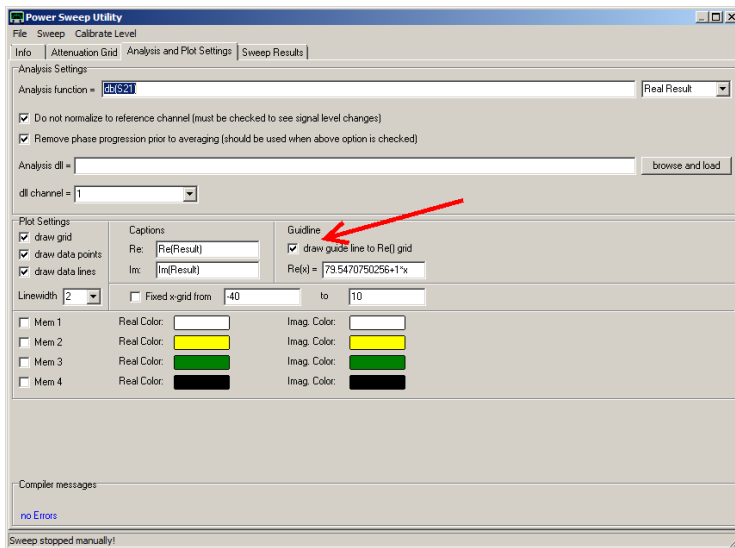 Power Sweep Utility
File Sweep Calibrate Level
Info Attenuation Grid Analysis and Plot Settings Sweep Results
Analysis Settings
Analysis function = db(S21) Real Result
Do not normalize to reference channel (must be checked to see signal level changes)
Remove phase progression prior to averaging (should be used when above option is checked)
Analysis dll = browse and load
dll channel = 1
Plot Settings Captions Guidline
draw grid Re: Re(Result) draw guide line to Re() grid
draw data points Im: Im(Result) Re(x) = 79.5470750256+1*x
draw data lines
Linewidth 2 Fixed x-grid from -40 to 10
Mem 1 Real Color: Imag. Color:
Mem 2 Real Color: Imag. Color:
Mem 3 Real Color: Imag. Color:
Mem 4 Real Color: Imag. Color:
Compiler messages
no Errors
Sweep stopped manually!